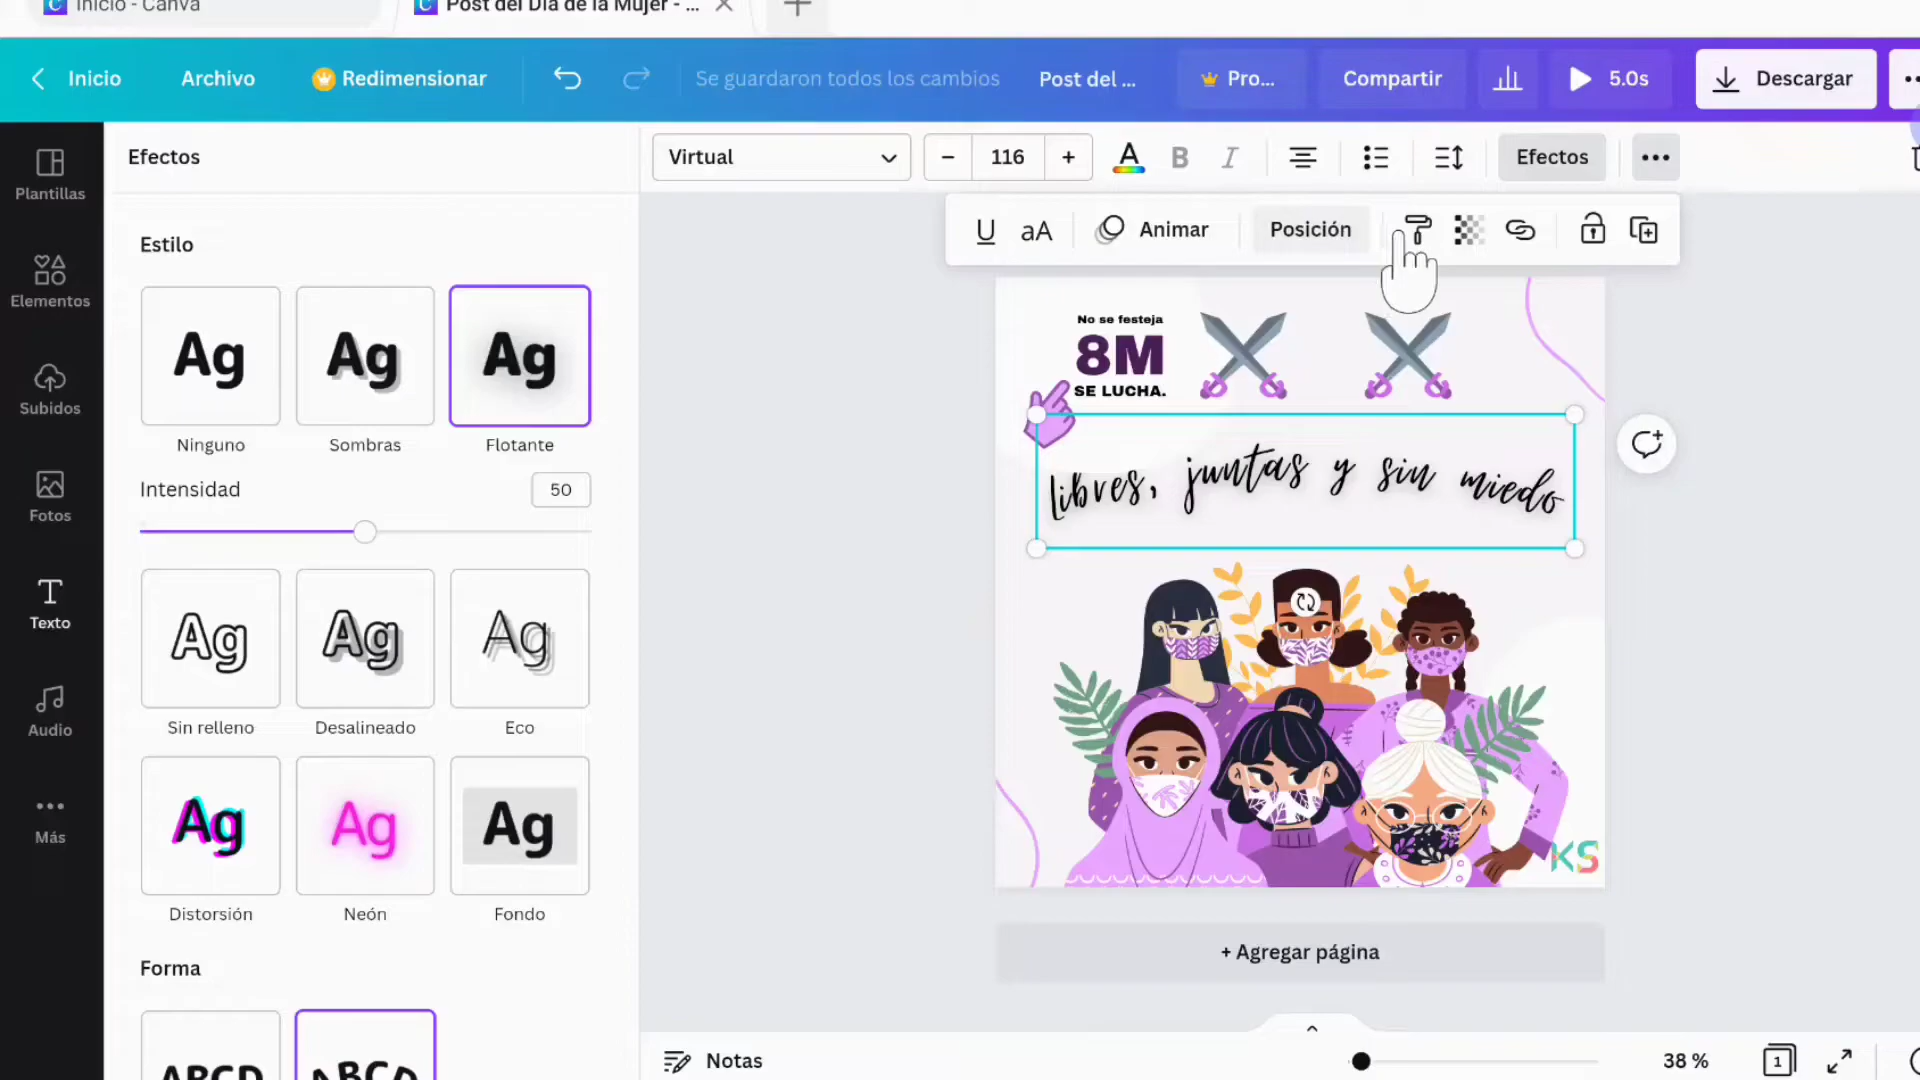 Inicio - Canva
Post del Día de la Mujer - ...
Inicio
Archivo
Redimensionar
Se guardaron todos los cambios
Post del ...
Pro...
Compartir
5.0s
Descargar
Plantillas
Elementos
Subidos
Fotos
Texto
Audio
Más
Efectos
Estilo
Ag
Ag
Ag
Ninguno
Sombras
Flotante
Intensidad
50
Ag
Ag
Ag
Sin relleno
Desalineado
Eco
Ag
Ag
Ag
Distorsión
Neón
Fondo
Forma
ABCD
ABCD
Virtual
− 116 +
A B I
Efectos
U aA
Animar
Posición
No se festeja
8M
SE LUCHA.
libres, juntas y sin miedo
KS
+ Agregar página
Notas
38 %
1